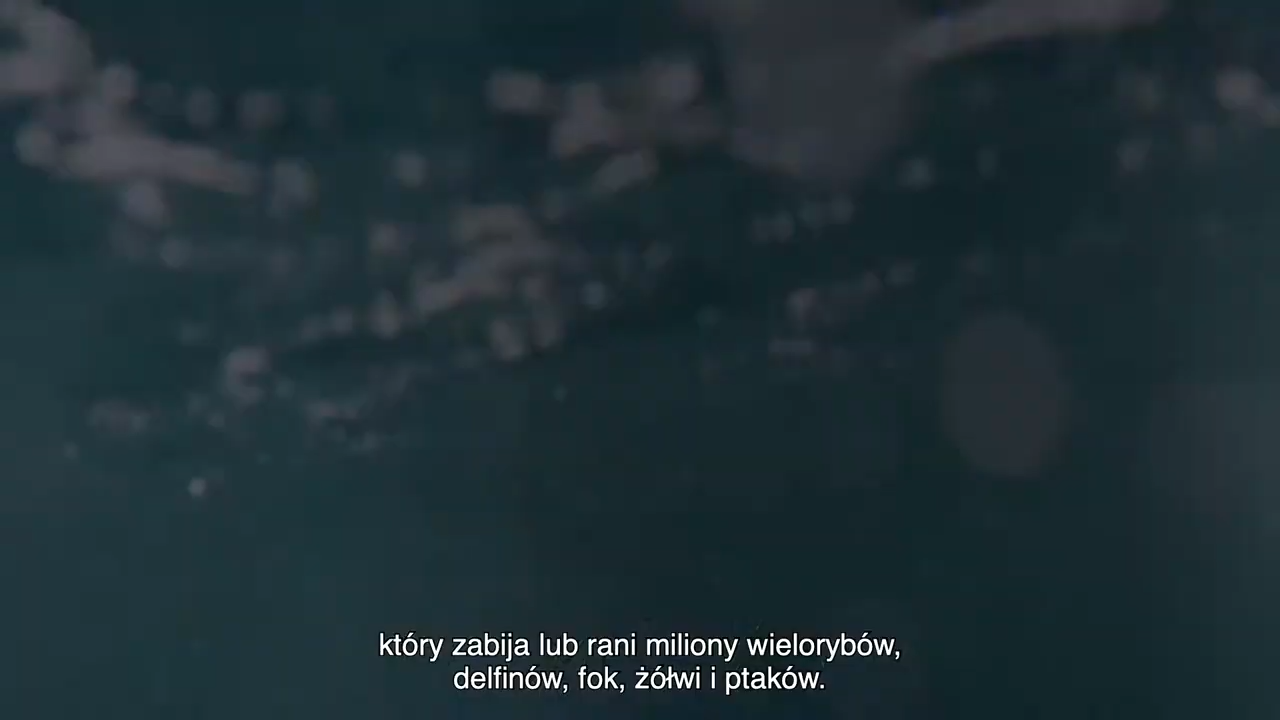 który zabija lub rani miliony wielorybów,
delfinów, fok, żółwi i ptaków.